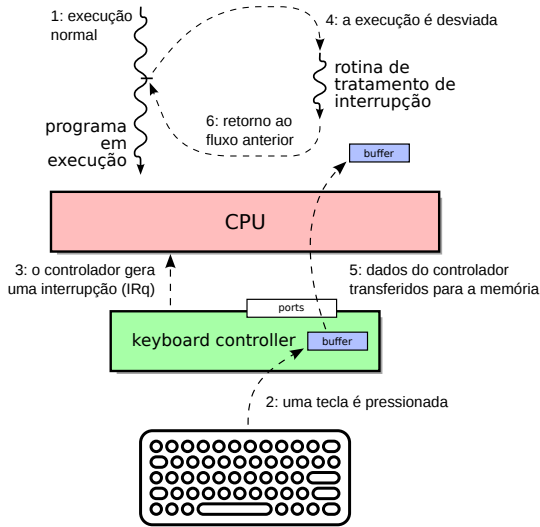 1: execução
normal
4: a execução é desviada
rotina de
tratamento de
interrupção
6: retorno ao
fluxo anterior
programa
em
execução
buffer
CPU
3: o controlador gera
uma interrupção (IRq)
5: dados do controlador
transferidos para a memória
ports
keyboard controller
buffer
2: uma tecla é pressionada